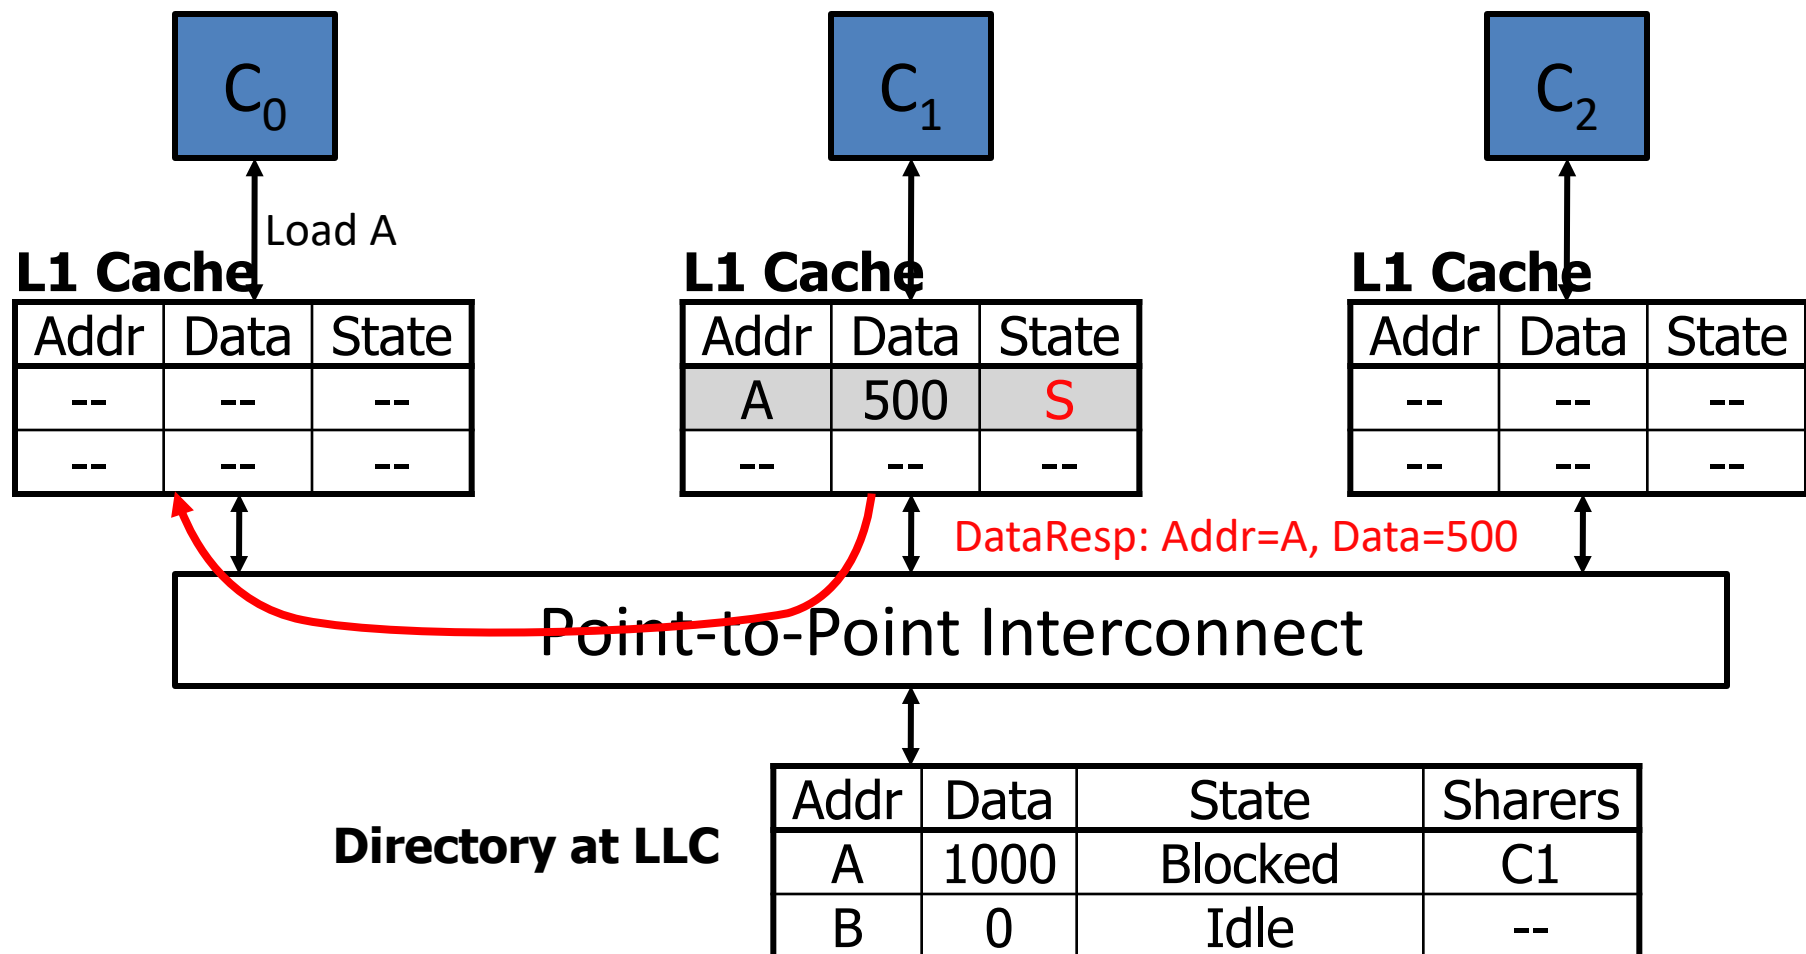 C0 C1 C2
Load A
L1 Cache L1 Cache L1 Cache
Addr Data State Addr Data State Addr Data State
-- -- -- A 500 S -- -- --
-- -- -- -- -- -- -- -- --
DataResp: Addr=A, Data=500
Point-to-Point Interconnect
Addr Data State Sharers
Directory at LLC
A 1000 Blocked C1
B 0 Idle --